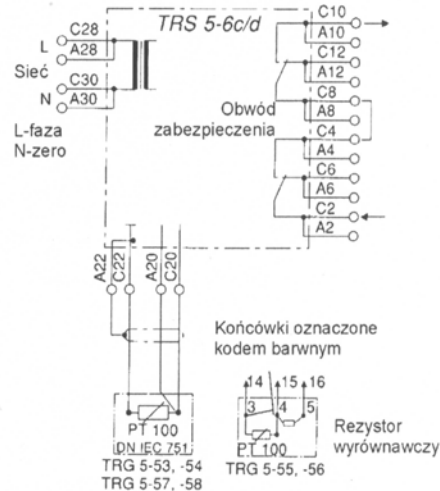 TRS 5-6c/d
C28
L
A28
Sieć
C30
N
A30
L-faza
N-zero
C10
A10
C12
A12
C8
A8
C4
A4
C6
A6
C2
A2
Obwód
zabezpieczenia
A22
C22
A20
C20
Końcówki oznaczone
kodem barwnym
14 15 16
3 4 5
PT 100
DN IEC 751
TRG 5-53, -54
TRG 5-57, -58
PT 100
TRG 5-55, -56
Rezystor
wyrównawczy